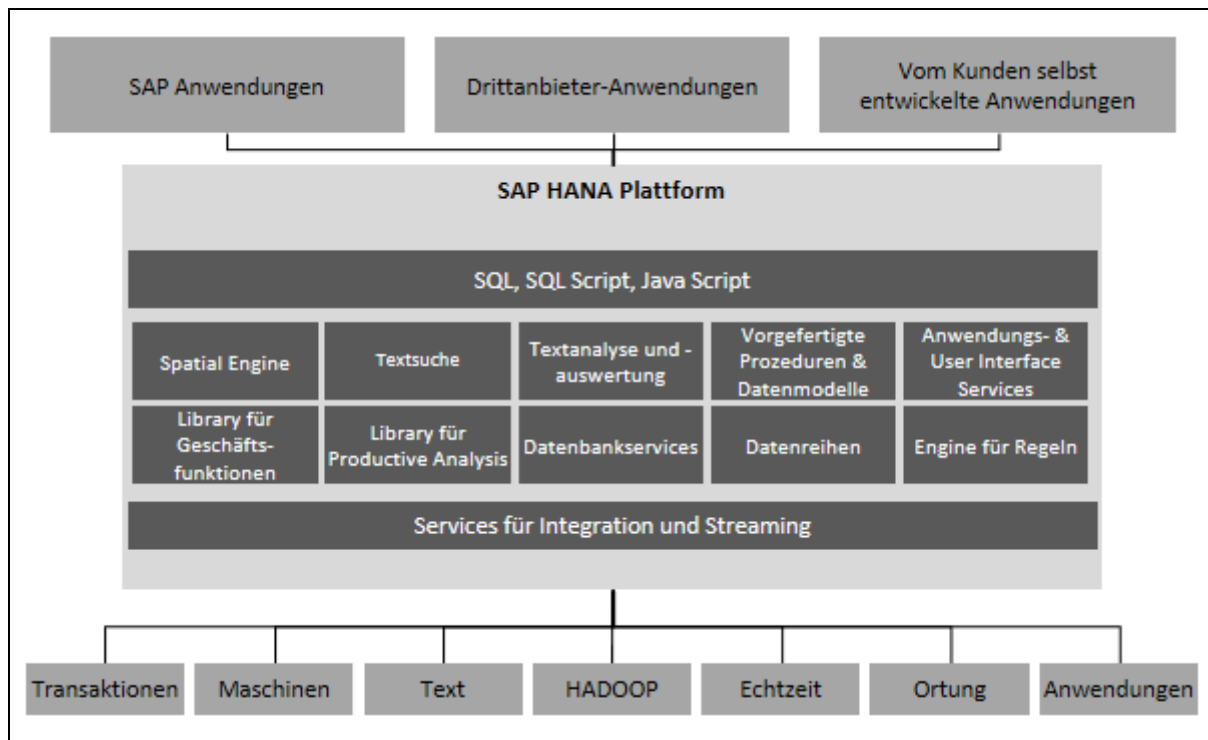 SAP Anwendungen
Drittanbieter-Anwendungen
Vom Kunden selbst
entwickelte Anwendungen
SAP HANA Plattform
SQL, SQL Script, Java Script
Spatial Engine
Textsuche
Textanalyse und -
auswertung
Vorgefertigte
Prozeduren &
Datenmodelle
Anwendungs- &
User Interface
Services
Library für
Geschäfts-
funktionen
Library für
Productive Analysis
Datenbankservices
Datenreihen
Engine für Regeln
Services für Integration und Streaming
Transaktionen
Maschinen
Text
HADOOP
Echtzeit
Ortung
Anwendungen